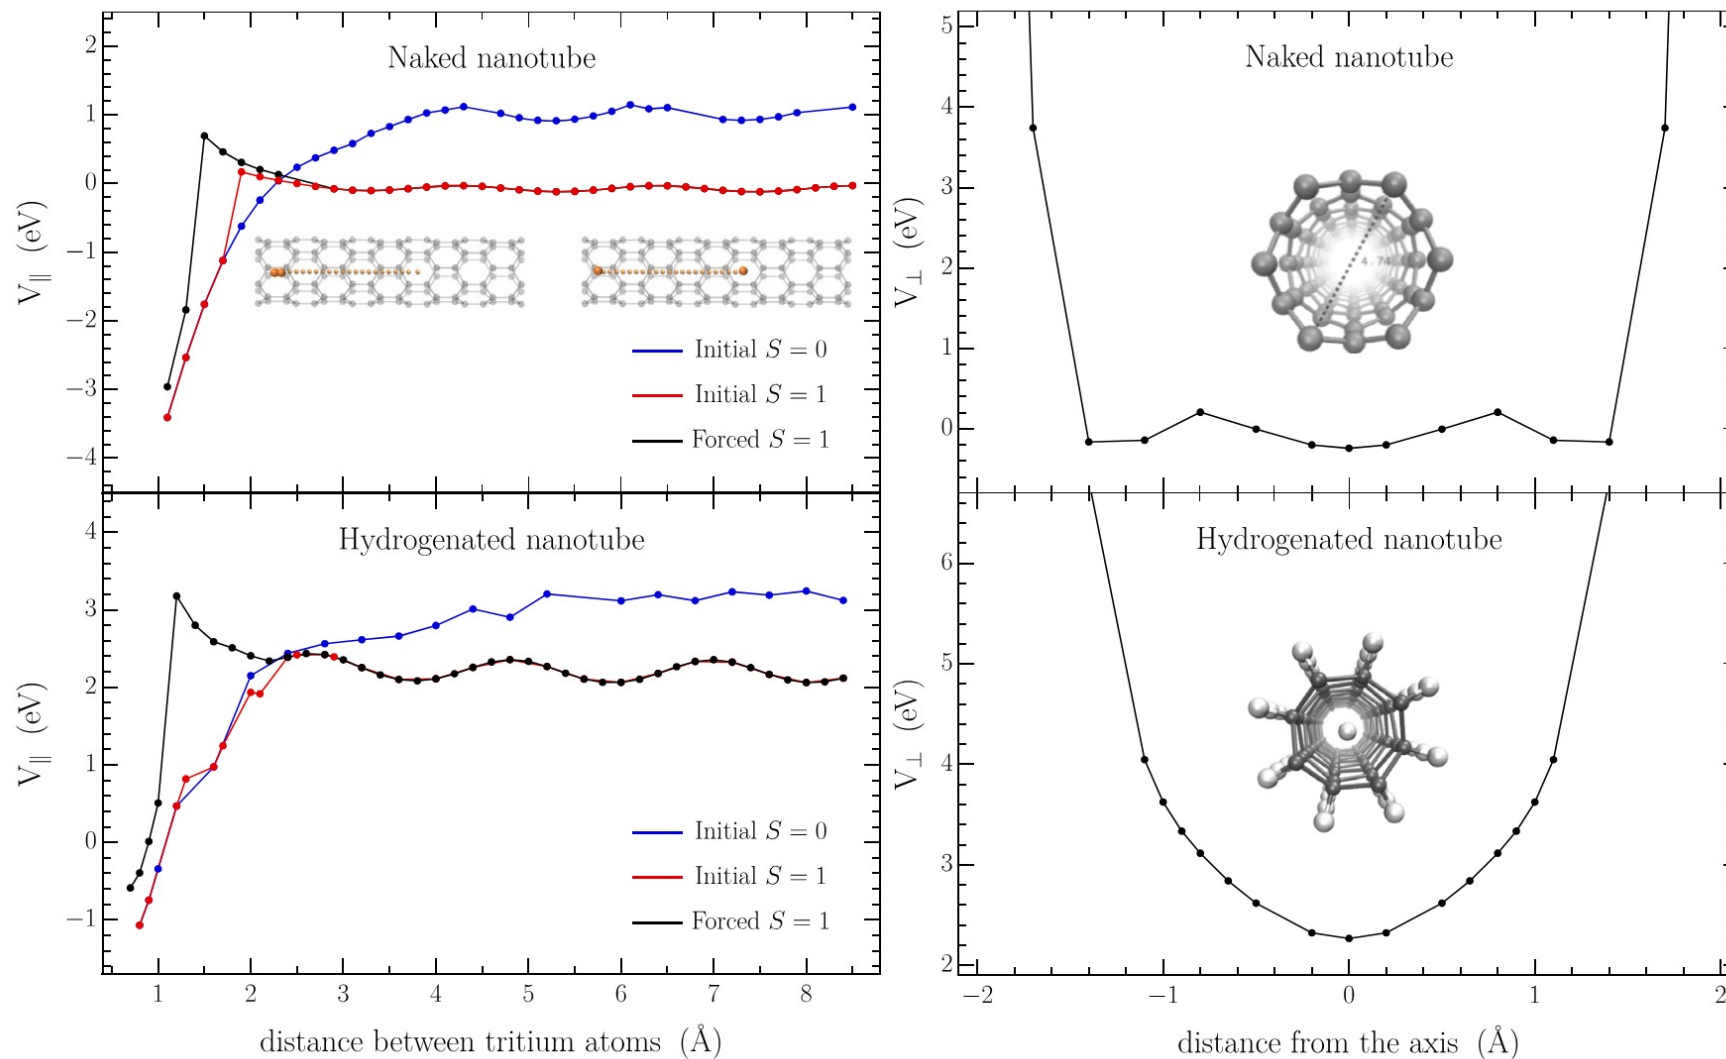 Naked nanotube
2
1
0
−1
−2
−3
−4
V∥ (eV)
Initial S = 0
Initial S = 1
Forced S = 1
Naked nanotube
5
4
3
2
1
0
V⊥ (eV)
4.74
Hydrogenated nanotube
4
3
2
1
0
−1
V∥ (eV)
Initial S = 0
Initial S = 1
Forced S = 1
1 2 3 4 5 6 7 8
distance between tritium atoms (Å)
Hydrogenated nanotube
6
5
4
3
2
V⊥ (eV)
−2 −1 0 1 2
distance from the axis (Å)